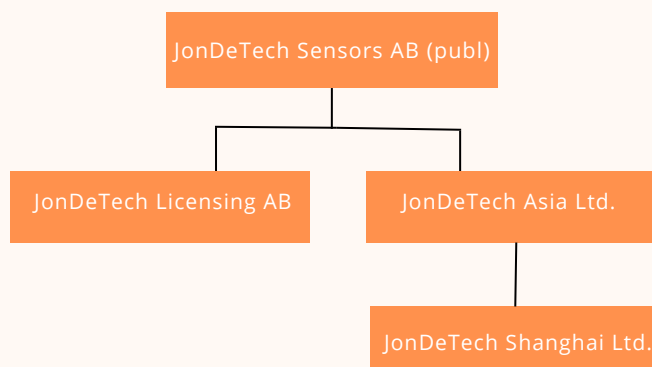 JonDeTech Sensors AB (publ)
JonDeTech Licensing AB
JonDeTech Asia Ltd.
JonDeTech Shanghai Ltd.